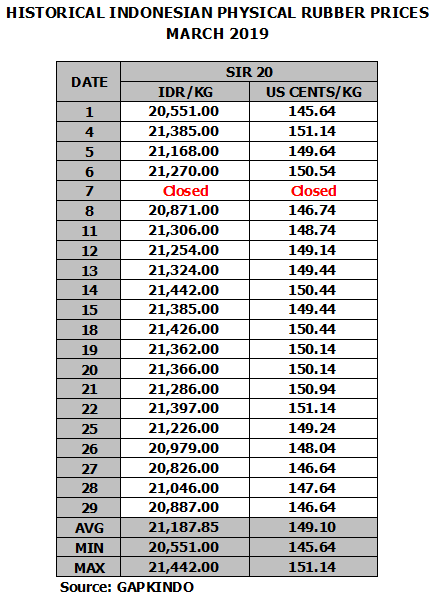 HISTORICAL INDONESIAN PHYSICAL RUBBER PRICES
MARCH 2019
DATE SIR 20
IDR/KG US CENTS/KG
1 20,551.00 145.64
4 21,385.00 151.14
5 21,168.00 149.64
6 21,270.00 150.54
7 Closed Closed
8 20,871.00 146.74
11 21,306.00 148.74
12 21,254.00 149.14
13 21,324.00 149.44
14 21,442.00 150.44
15 21,385.00 149.44
18 21,426.00 150.44
19 21,362.00 150.14
20 21,366.00 150.14
21 21,286.00 150.94
22 21,397.00 151.14
25 21,226.00 149.24
26 20,979.00 148.04
27 20,826.00 146.64
28 21,046.00 147.64
29 20,887.00 146.64
AVG 21,187.85 149.10
MIN 20,551.00 145.64
MAX 21,442.00 151.14
Source: GAPKINDO